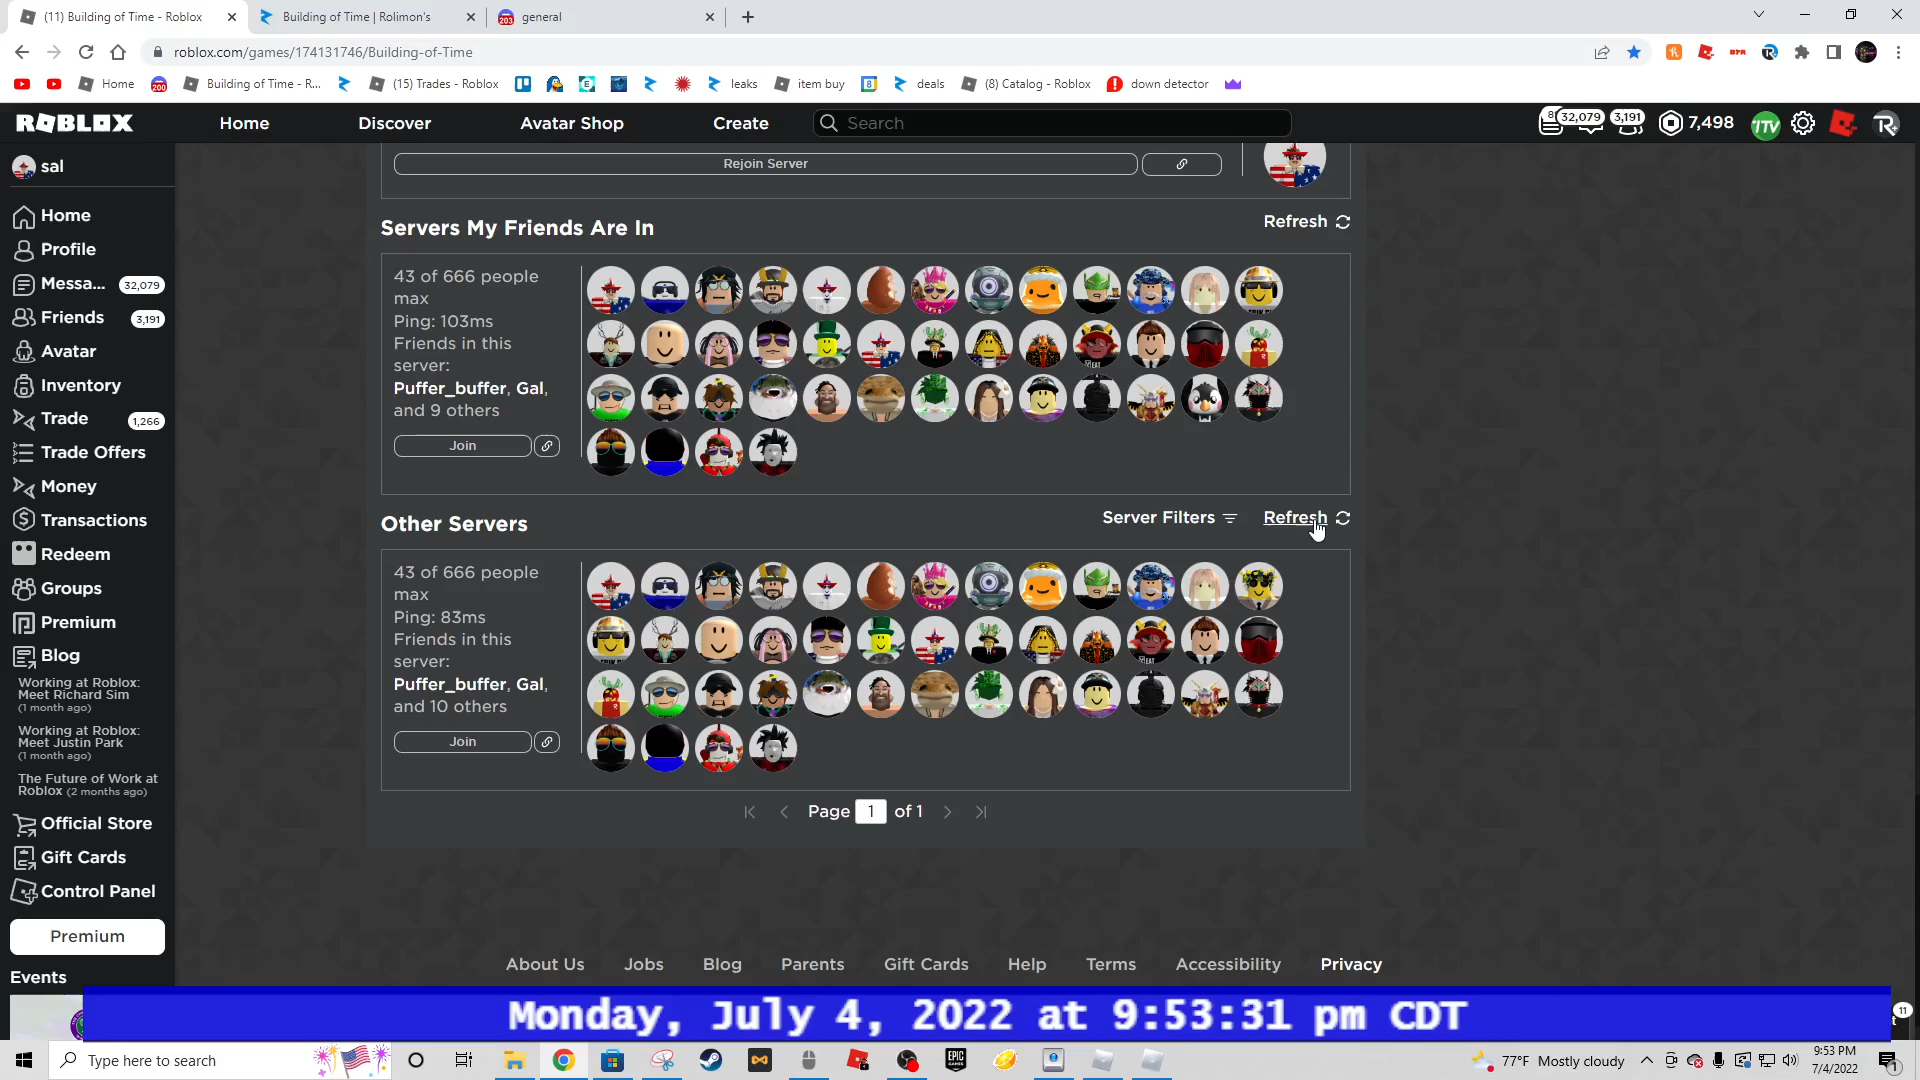 (11) Building of Time - Roblox
Building of Time | Rolimon's
203
general
roblox.com/games/174131746/Building-of-Time
Home
200
Building of Time - R...
(15) Trades - Roblox
leaks
item buy
8
deals
(8) Catalog - Roblox
down detector
ROBLOX
Home
Discover
Avatar Shop
Create
Search
32,079
3,191
7,498
sal
Rejoin Server
Home
Profile
Messa... 32,079
Friends 3,191
Avatar
Inventory
Trade 1,266
Trade Offers
Money
Transactions
Redeem
Groups
Premium
Blog
Working at Roblox:
Meet Richard Sim
(1 month ago)
Working at Roblox:
Meet Justin Park
(1 month ago)
The Future of Work at
Roblox (2 months ago)
Official Store
Gift Cards
Control Panel
Premium
Events
Servers My Friends Are In
Refresh
43 of 666 people
max
Ping: 103ms
Friends in this
server:
Puffer_buffer, Gal,
and 9 others
Join
Other Servers
Server Filters
Refresh
43 of 666 people
max
Ping: 83ms
Friends in this
server:
Puffer_buffer, Gal,
and 10 others
Join
Page 1 of 1
About Us
Jobs
Blog
Parents
Gift Cards
Help
Terms
Accessibility
Privacy
11
Monday, July 4, 2022 at 9:53:31 pm CDT
Type here to search
EPIC GAMES
77°F Mostly cloudy
9:53 PM
7/4/2022
1